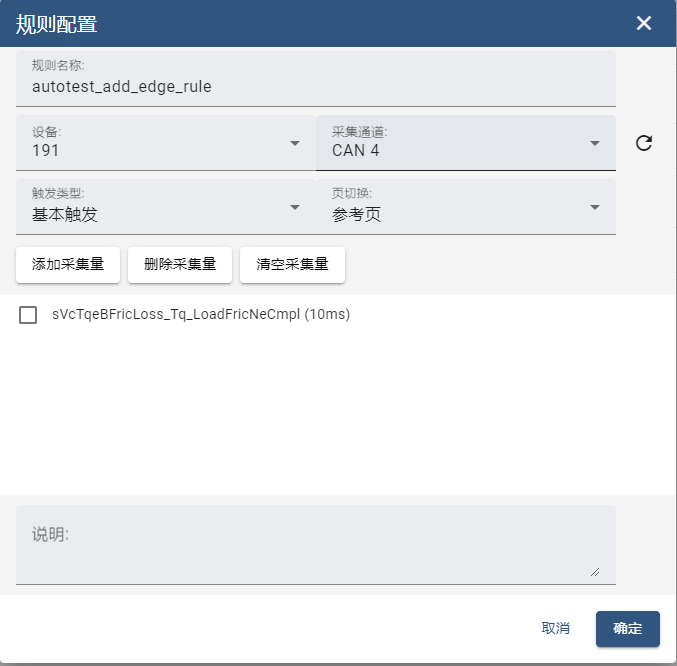 规则配置
规则名称:
autotest_add_edge_rule
设备:
191
采集通道:
CAN 4
触发类型:
基本触发
页切换:
参考页
添加采集量 删除采集量 清空采集量
sVcTqeBFricLoss_Tq_LoadFricNeCmpl (10ms)
说明:
取消 确定